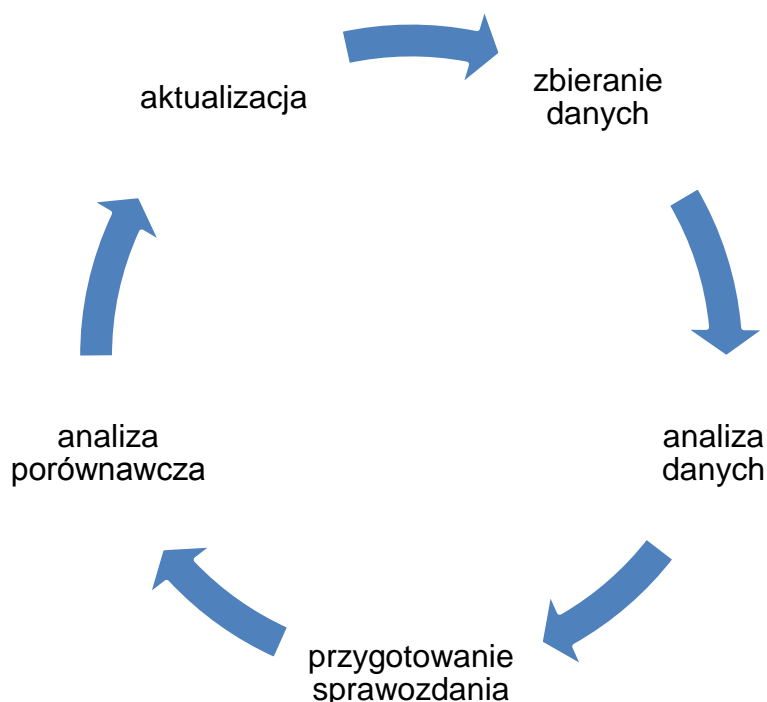 aktualizacja
zbieranie
danych
analiza
danych
przygotowanie
sprawozdania
analiza
porównawcza